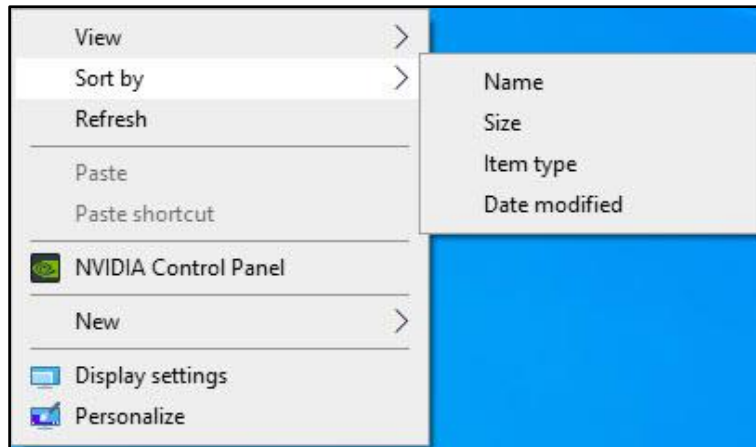 View
Sort by
Refresh
Paste
Paste shortcut
NVIDIA Control Panel
New
Display settings
Personalize
Name
Size
Item type
Date modified